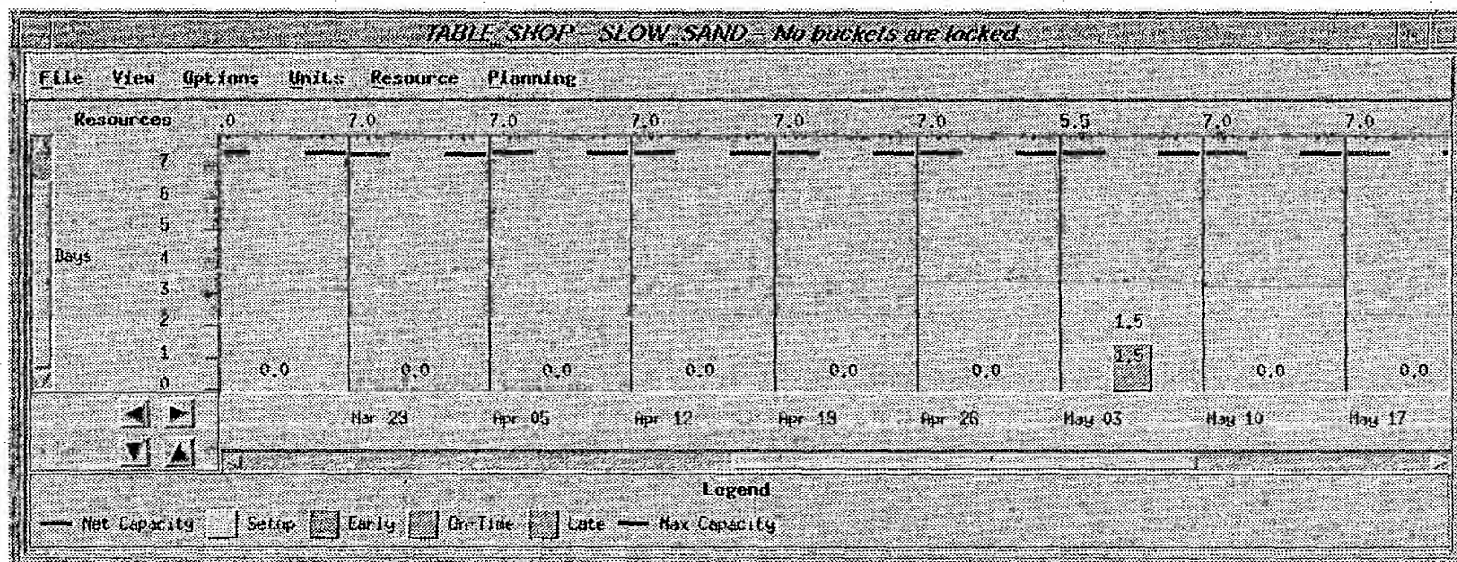 TABLE_SHOP - SLOW_SAND - No buckets are locked.
File View Options Units Resource Planning
Resources .0 7.0 7.0 7.0 7.0 7.0 5.5 7.0 7.0
7
6
5
Days 4
3
2 1.5
1 1.5
0 0.0 0.0 0.0 0.0 0.0 0.0 0.0 0.0
Mar 29 Apr 05 Apr 12 Apr 19 Apr 26 May 03 May 10 May 17
Legend
Net Capacity Setup Early On-Time Late Max Capacity